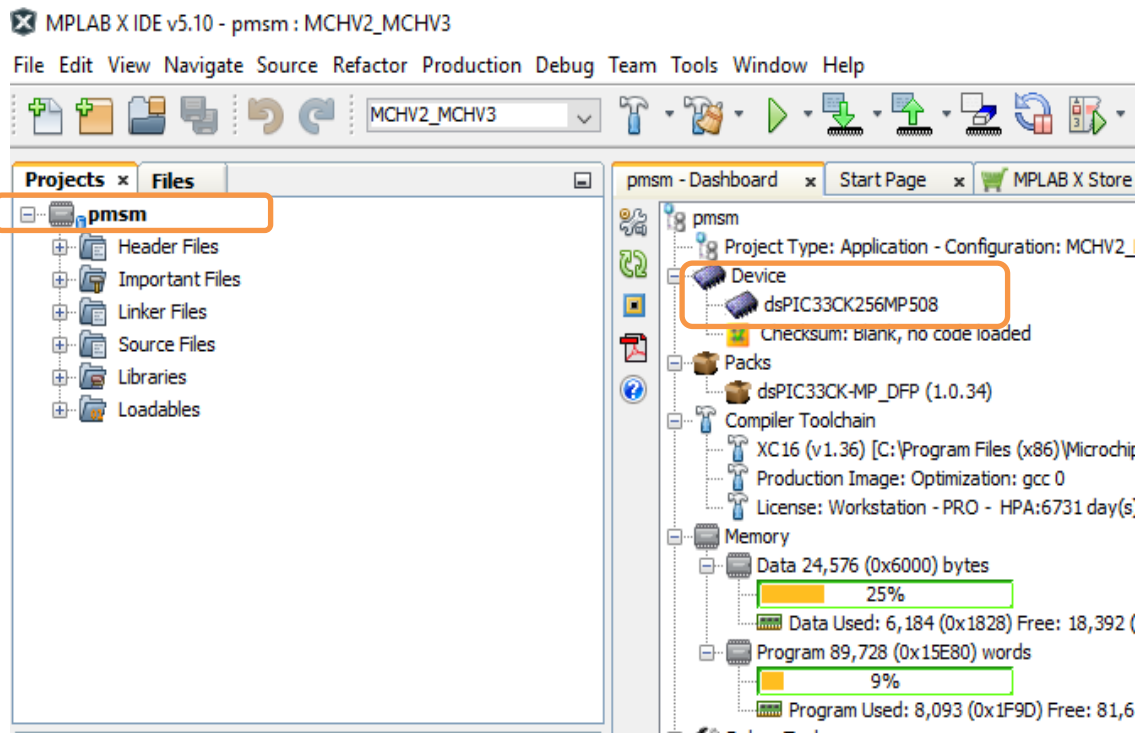 MPLAB X IDE v5.10 - pmsm : MCHV2_MCHV3
File Edit View Navigate Source Refactor Production Debug Team Tools Window Help
MCHV2_MCHV3
Projects x Files
pmsm
Header Files
Important Files
Linker Files
Source Files
Libraries
Loadables
pmsm - Dashboard x Start Page x MPLAB X Store
pmsm
Project Type: Application - Configuration: MCHV2_
Device
dsPIC33CK256MP508
Checksum: Blank, no code loaded
Packs
dsPIC33CK-MP_DFP (1.0.34)
Compiler Toolchain
XC16 (v1.36) [C:\Program Files (x86)\Microchip
Production Image: Optimization: gcc 0
License: Workstation - PRO - HPA:6731 day(s)
Memory
Data 24,576 (0x6000) bytes
25%
Data Used: 6,184 (0x1828) Free: 18,392 (
Program 89,728 (0x15E80) words
9%
Program Used: 8,093 (0x1F9D) Free: 81,6